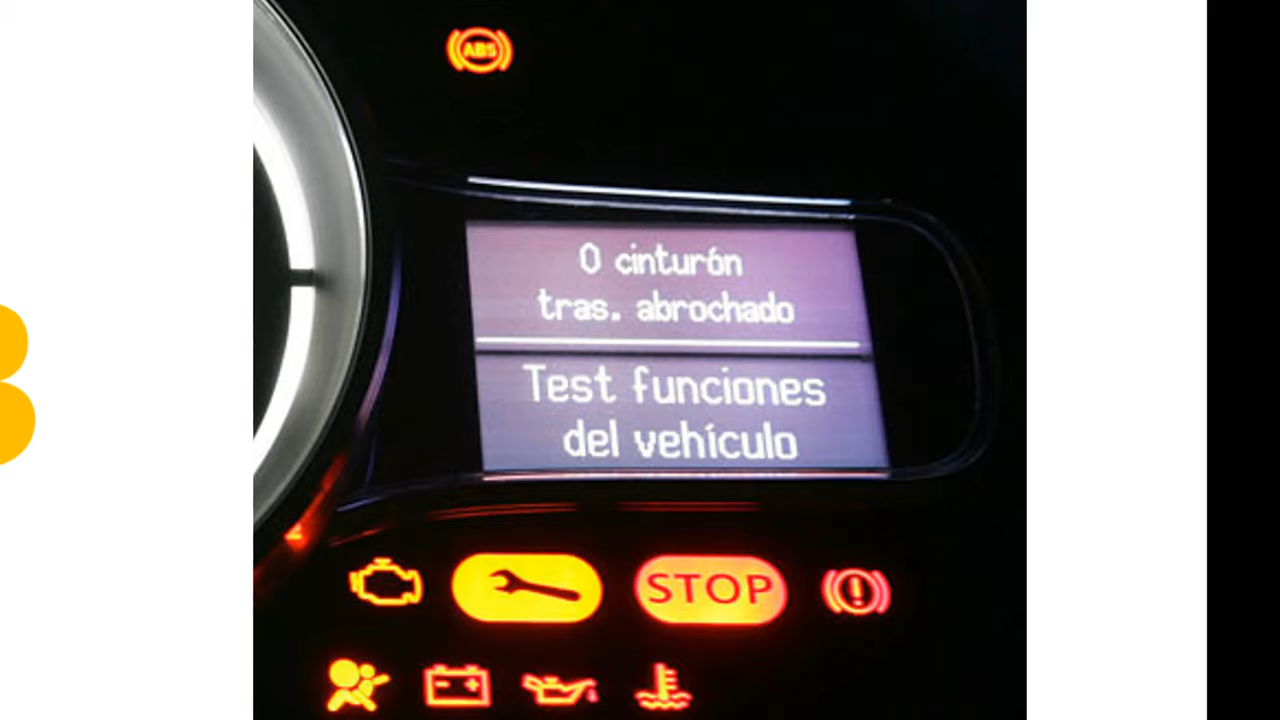 ABS
0 cinturón
tras. abrochado
Test funciones
del vehículo
STOP